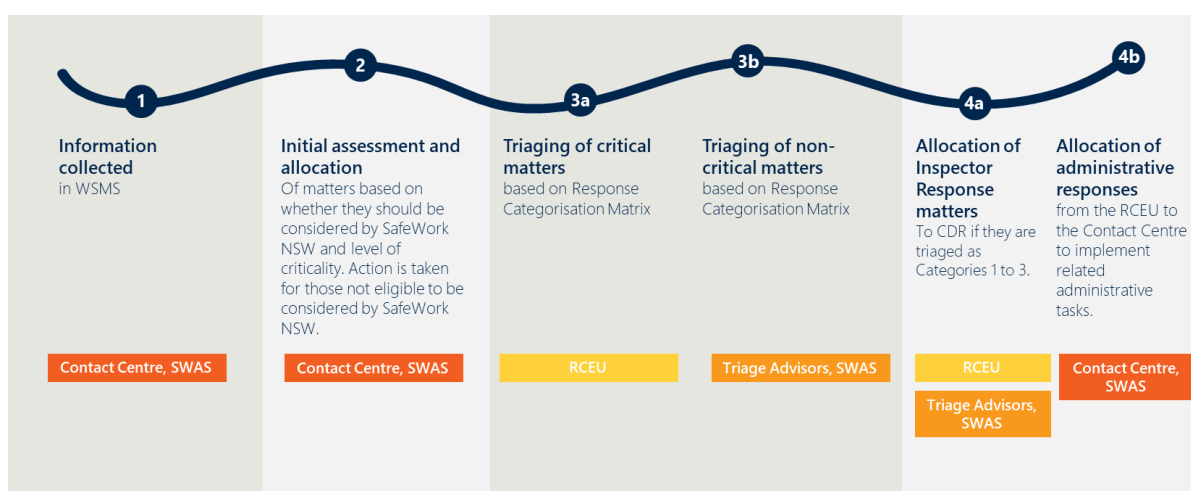 1
2
3a
3b
4a
4b
Information
collected
in WSMS
Contact Centre, SWAS
Initial assessment and
allocation
Of matters based on
whether they should be
considered by SafeWork
NSW and level of
criticality. Action is taken
for those not eligible to be
considered by SafeWork
NSW.
Contact Centre, SWAS
Triaging of critical
matters
based on Response
Categorisation Matrix
RCEU
Triaging of non-
critical matters
based on Response
Categorisation Matrix
Triage Advisors, SWAS
Allocation of
Inspector
Response
matters
To CDR if they are
triaged as
Categories 1 to 3.
RCEU
Triage Advisors,
SWAS
Allocation of
administrative
responses
from the RCEU to
the Contact Centre
to implement
related
administrative
tasks.
Contact Centre,
SWAS